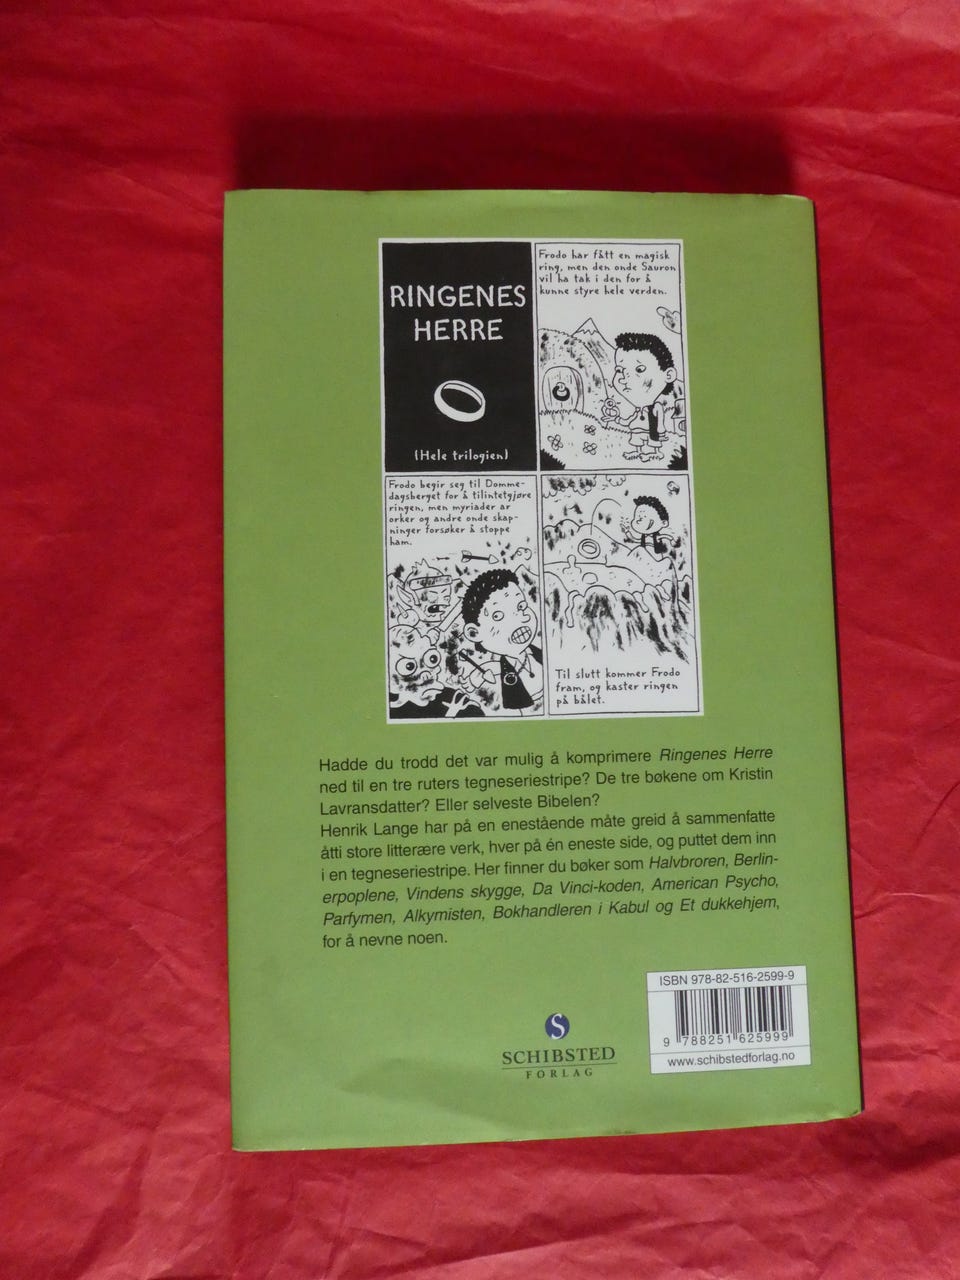 RINGENES
HERRE
(Hele trilogien)
Frodo har fått en magisk
ring, men den onde Sauron
vil ha tak i den for å
kunne styre hele verden.
Frodo begir seg til Domme-
dagsberget for å tilintetgjøre
ringen, men myriader av
orker og andre onde skap-
ninger forsøker å stoppe
ham.
Til slutt kommer Frodo
fram, og kaster ringen
på bålet.
Hadde du trodd det var mulig å komprimere Ringenes Herre
ned til en tre ruters tegneseriestripe? De tre bøkene om Kristin
Lavransdatter? Eller selveste Bibelen?
Henrik Lange har på en enestående måte greid å sammenfatte
åtti store litterære verk, hver på én eneste side, og puttet dem inn
i en tegneseriestripe. Her finner du bøker som Halvbroren, Berlin-
erpoplene, Vindens skygge, Da Vinci-koden, American Psycho,
Parfymen, Alkymisten, Bokhandleren i Kabul og Et dukkehjem,
for å nevne noen.
ISBN 978-82-516-2599-9
9 788251 625999
www.schibstedforlag.no
S
SCHIBSTED
FORLAG